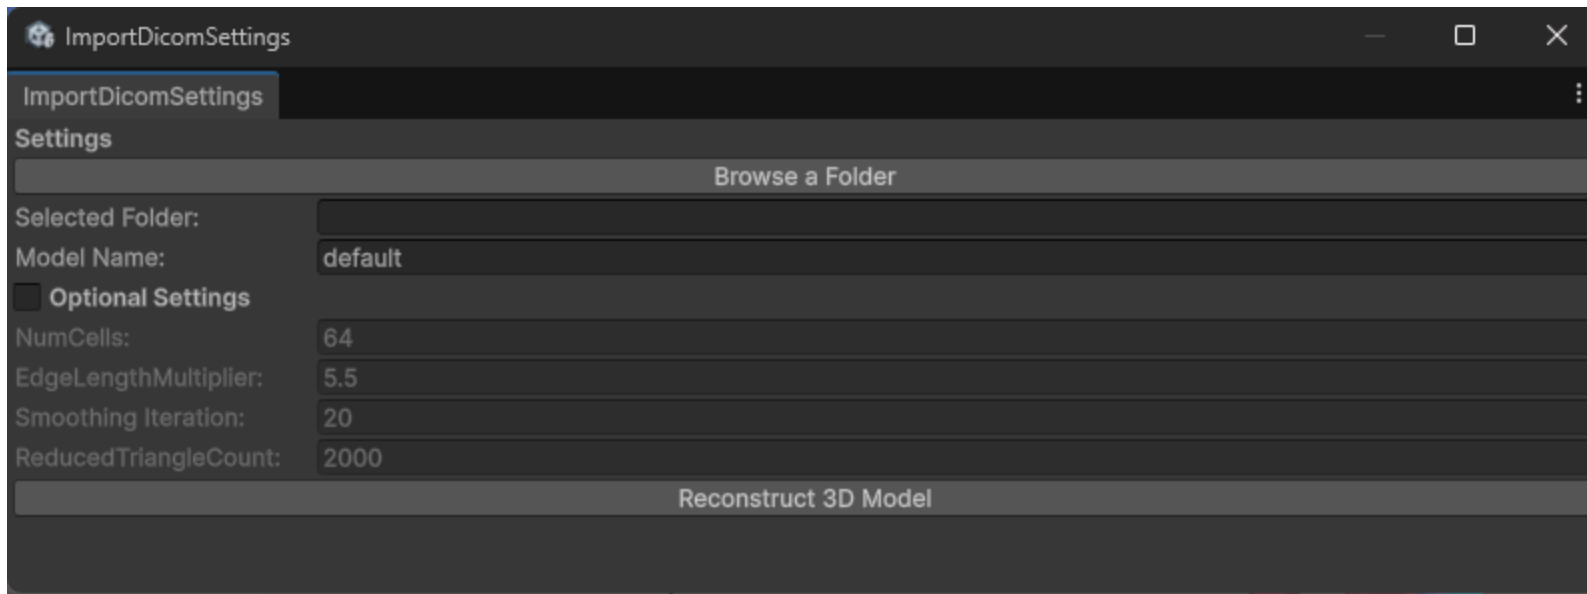 ImportDicomSettings
ImportDicomSettings
Settings
Browse a Folder
Selected Folder:
Model Name: default
Optional Settings
NumCells: 64
EdgeLengthMultiplier: 5.5
Smoothing Iteration: 20
ReducedTriangleCount: 2000
Reconstruct 3D Model